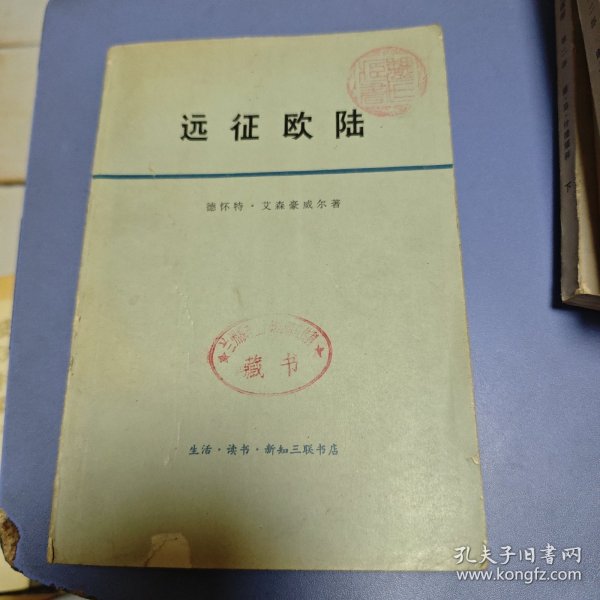 远征欧陆
德怀特·艾森豪威尔著
藏书
生活·读书·新知三联书店
孔夫子旧书网
www.kongfz.com
下